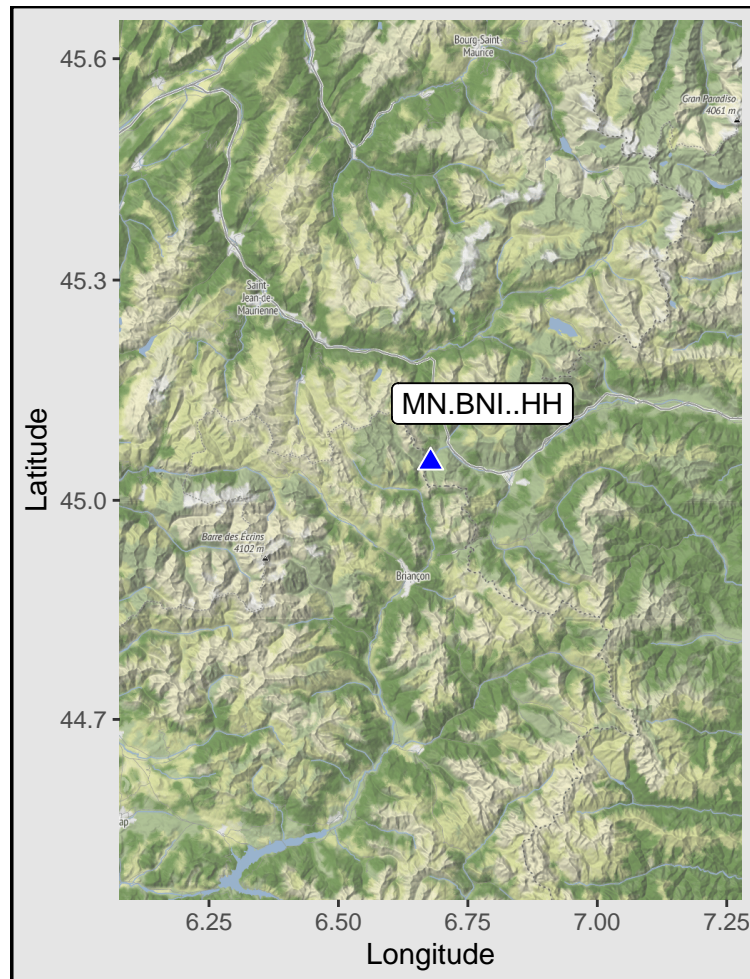 45.6
45.3
45.0
44.7
Latitude
Bourg-Saint-
Maurice
Gran Paradiso
4061 m
Saint
Jean-de-
Maurienne
MN.BNI..HH
Barre des Ecrins
4102 m
Briançon
ap
6.25
6.50
6.75
7.00
7.25
Longitude